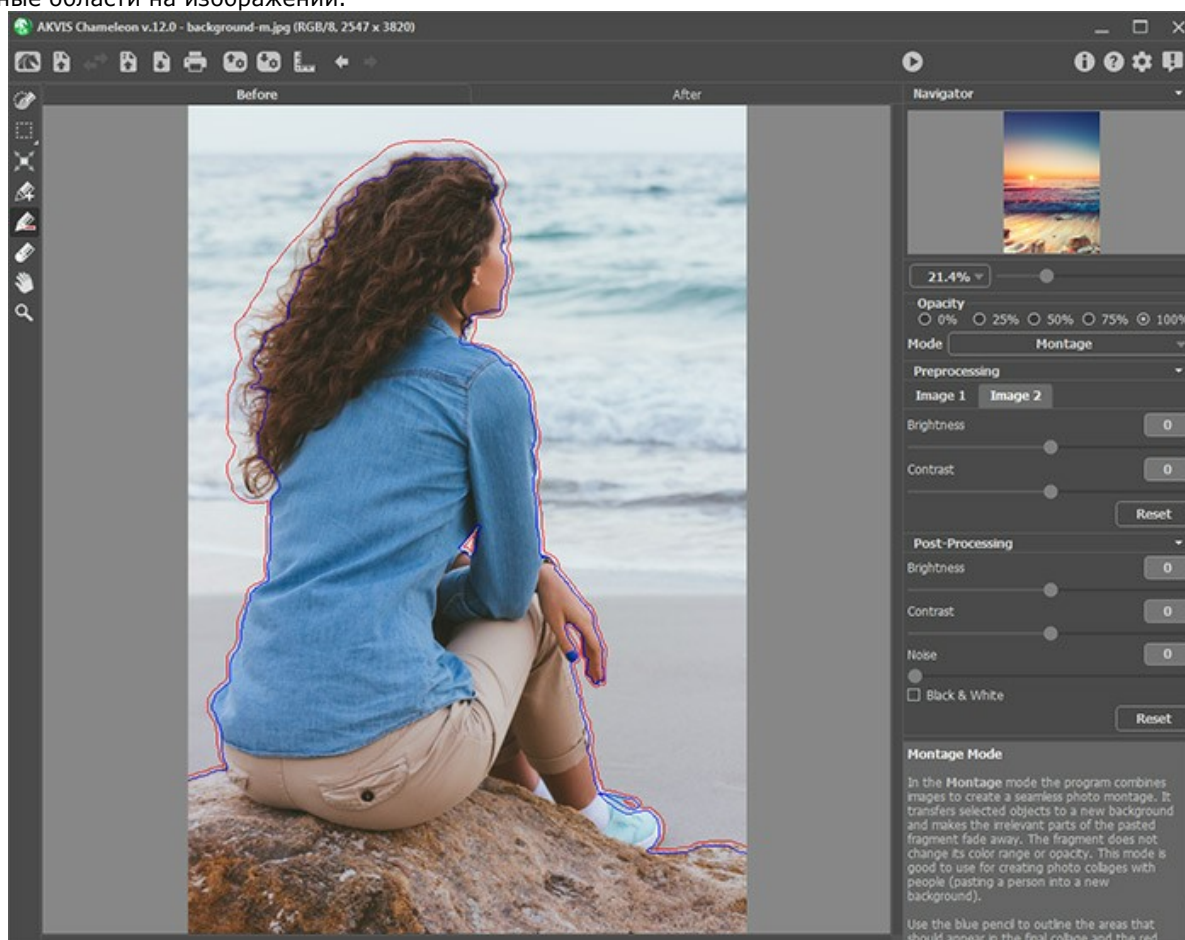 ные области на изображении.
AKVIS Chameleon v.12.0 - background-m.jpg (RGB/8, 2547 x 3820)
Before
After
Navigator
21.4%
Opacity
0% 25% 50% 75% 100%
Mode Montage
Preprocessing
Image 1 Image 2
Brightness 0
Contrast 0
Reset
Post-Processing
Brightness 0
Contrast 0
Noise 0
Black & White
Reset
Montage Mode
In the Montage mode the program combines
images to create a seamless photo montage. It
transfers selected objects to a new background
and makes the irrelevant parts of the pasted
fragment fade away. The fragment does not
change its color range or opacity. This mode is
good to use for creating photo collages with
people (pasting a person into a new
background).
Use the blue pencil to outline the areas that
should appear in the final collage and the red